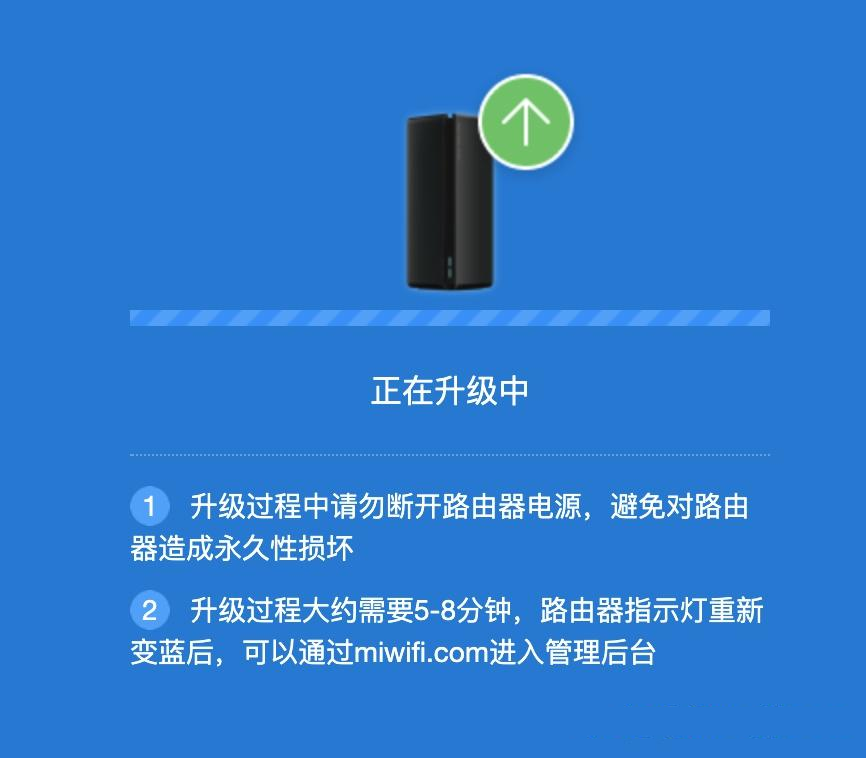 正在升级中
1 升级过程中请勿断开路由器电源，避免对路由
器造成永久性损坏
2 升级过程大约需要5-8分钟，路由器指示灯重新
变蓝后，可以通过miwifi.com进入管理后台